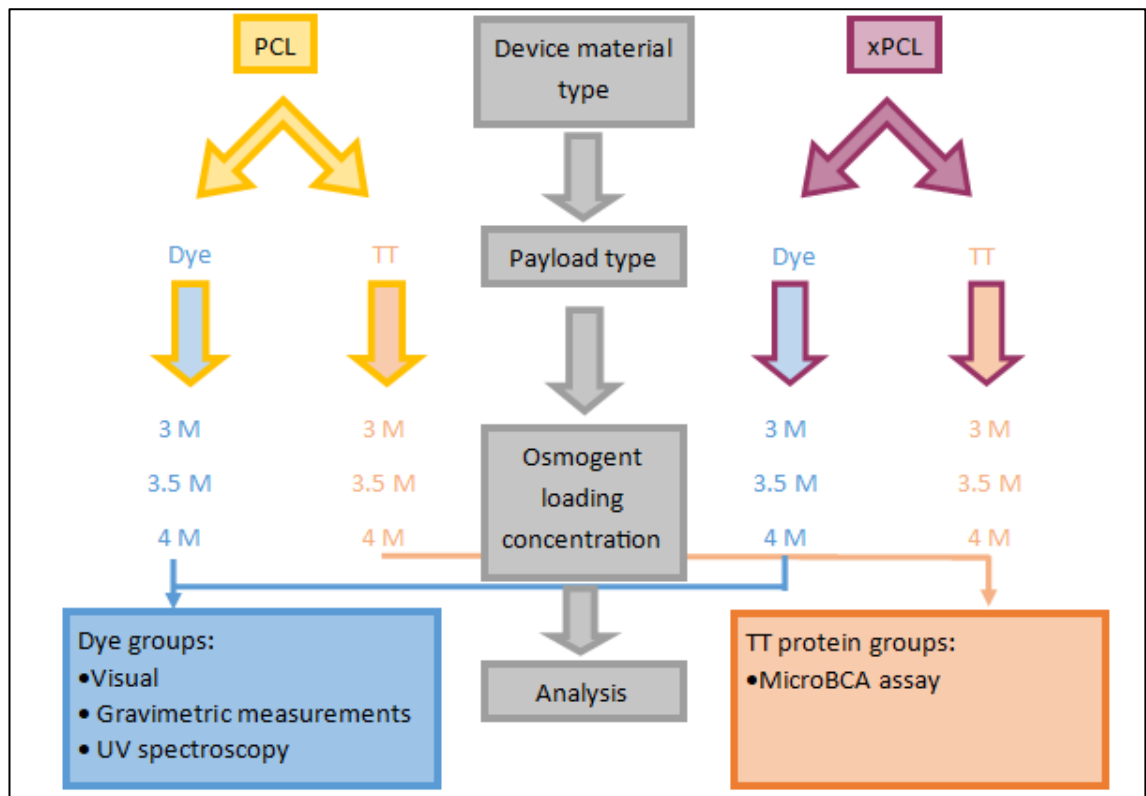 PCL
Device material
type
xPCL
Dye
TT
Payload type
Dye
TT
3 M
3 M
3 M
3 M
3.5 M
3.5 M
3.5 M
3.5 M
4 M
4 M
4 M
4 M
Osmogent
loading
concentration
Dye groups:
•Visual
• Gravimetric measurements
• UV spectroscopy
Analysis
TT protein groups:
•MicroBCA assay